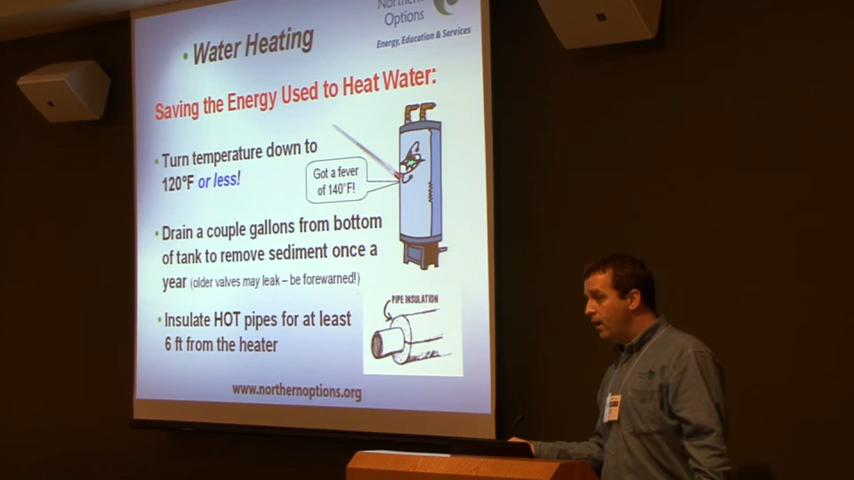 Northern
Options
Energy, Education & Services
• Water Heating
Saving the Energy Used to Heat Water:
• Turn temperature down to
120°F or less!
Got a fever
of 140°F!
• Drain a couple gallons from bottom
of tank to remove sediment once a
year (older valves may leak – be forewarned!)
PIPE INSULATION
• Insulate HOT pipes for at least
6 ft from the heater
www.northernoptions.org